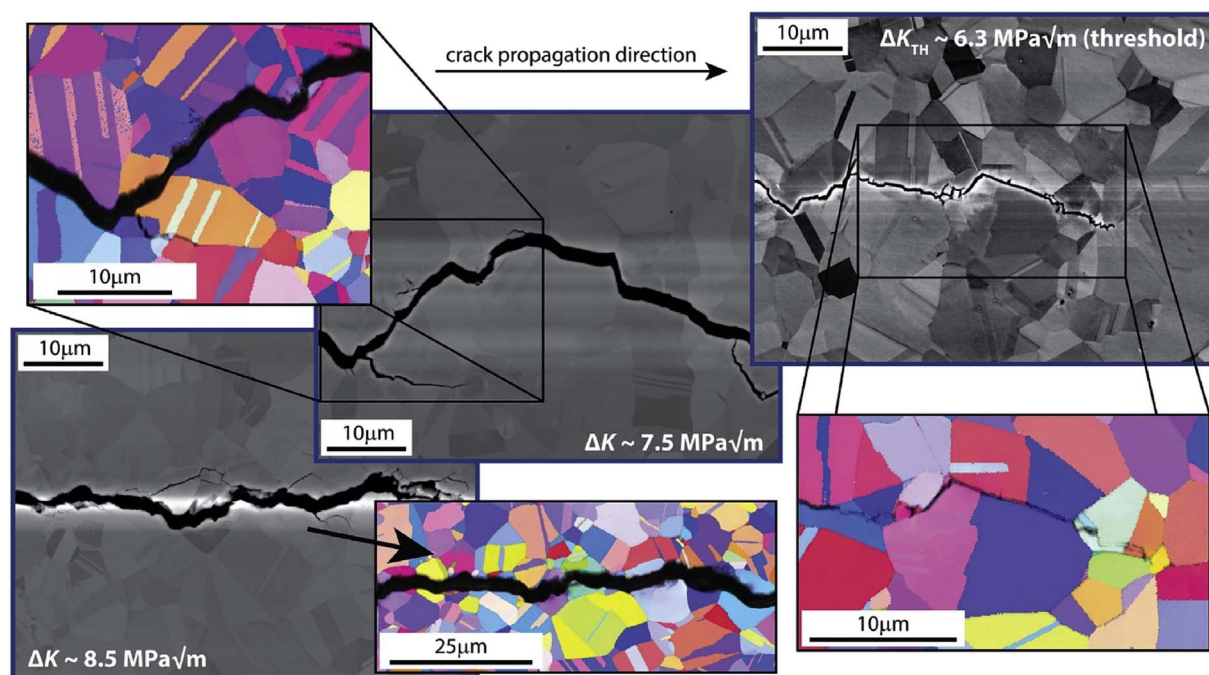 10μm
crack propagation direction
10μm
ΔK_TH ~ 6.3 MPa√m (threshold)
10μm
10μm
ΔK ~ 7.5 MPa√m
ΔK ~ 8.5 MPa√m
25μm
10μm